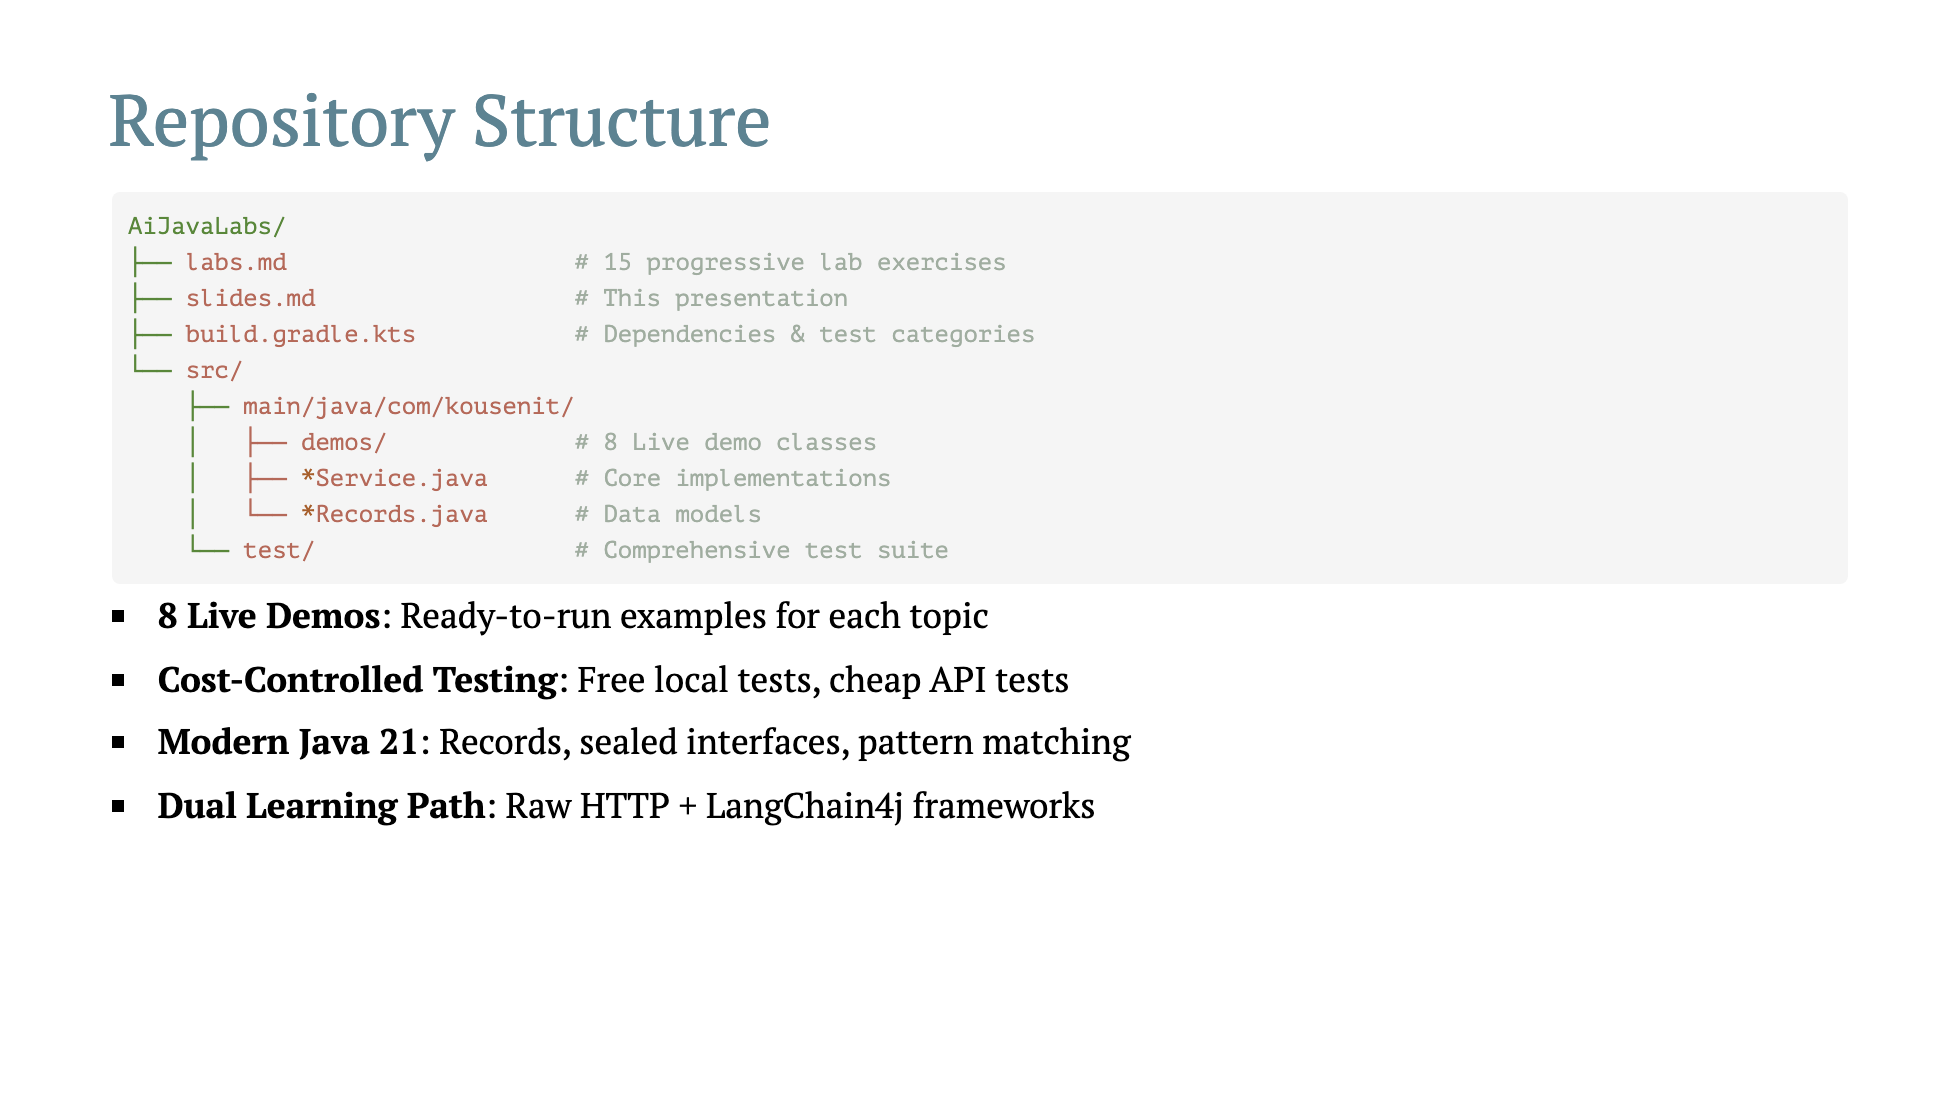 Repository Structure
AiJavaLabs/
├── labs.md                    # 15 progressive lab exercises
├── slides.md                  # This presentation
├── build.gradle.kts           # Dependencies & test categories
└── src/
    ├── main/java/com/kousenit/
    │   ├── demos/             # 8 Live demo classes
    │   ├── *Service.java      # Core implementations
    │   └── *Records.java      # Data models
    └── test/                  # Comprehensive test suite
▪ 8 Live Demos: Ready-to-run examples for each topic
▪ Cost-Controlled Testing: Free local tests, cheap API tests
▪ Modern Java 21: Records, sealed interfaces, pattern matching
▪ Dual Learning Path: Raw HTTP + LangChain4j frameworks